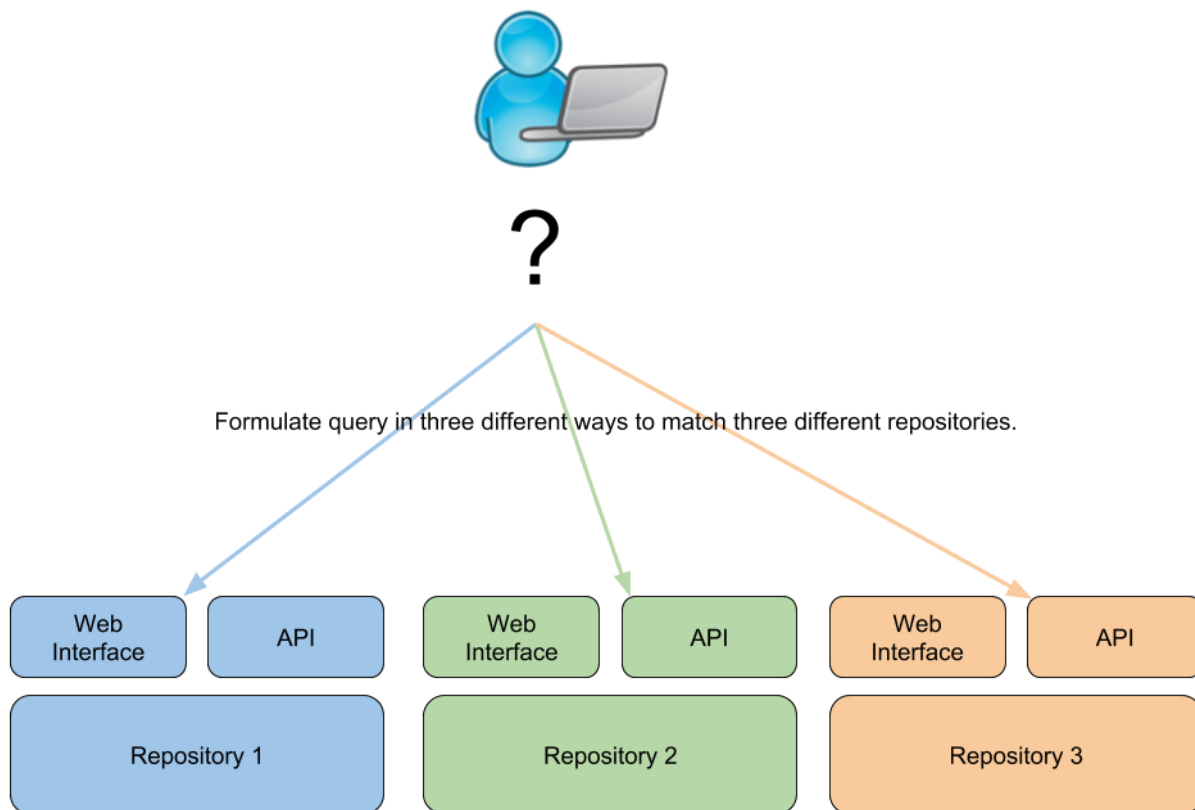 ?
Formulate query in three different ways to match three different repositories.
Web
Interface
API
Web
Interface
API
Web
Interface
API
Repository 1
Repository 2
Repository 3